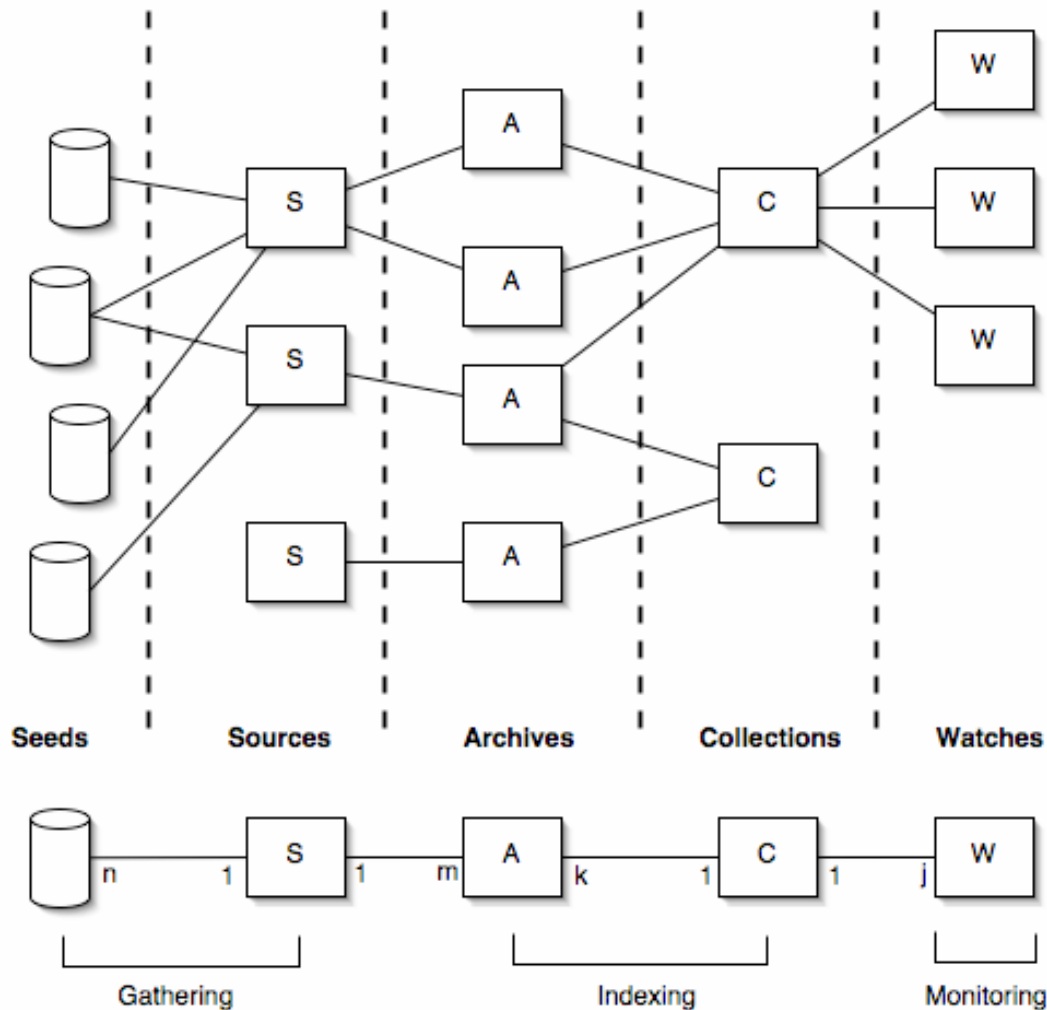 W
A
S
C
W
A
W
S
A
C
S
A
Seeds Sources Archives Collections Watches
S A C W
n 1 1 m k 1 1 j
Gathering Indexing Monitoring